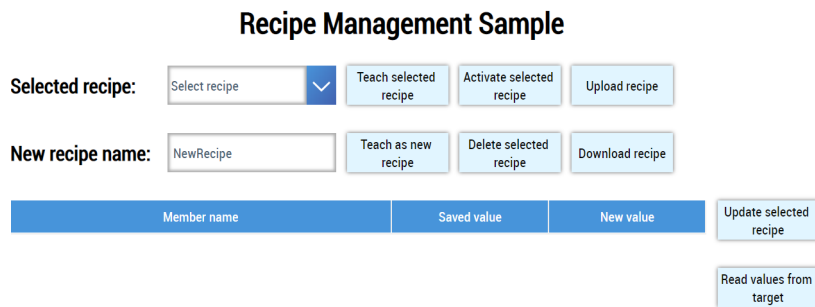 Recipe Management Sample
Selected recipe:
Select recipe
Teach selected
recipe
Activate selected
recipe
Upload recipe
New recipe name:
NewRecipe
Teach as new
recipe
Delete selected
recipe
Download recipe
Member name
Saved value
New value
Update selected
recipe
Read values from
target